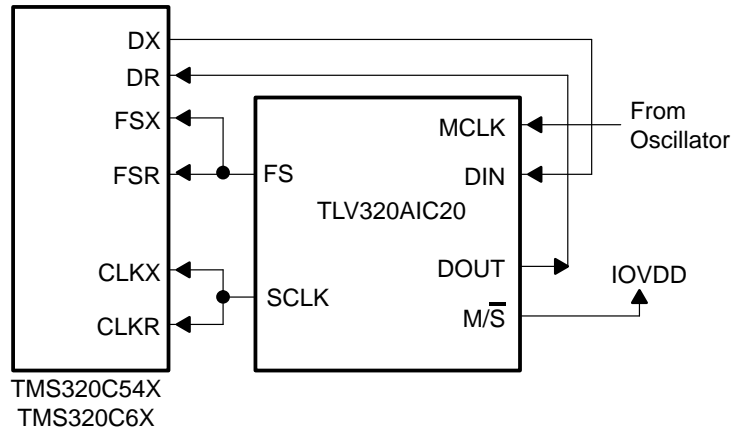 DX
DR
FSX
FSR
CLKX
CLKR
TMS320C54X
TMS320C6X
FS
SCLK
TLV320AIC20
MCLK
DIN
DOUT
M/S̅
From
Oscillator
IOVDD